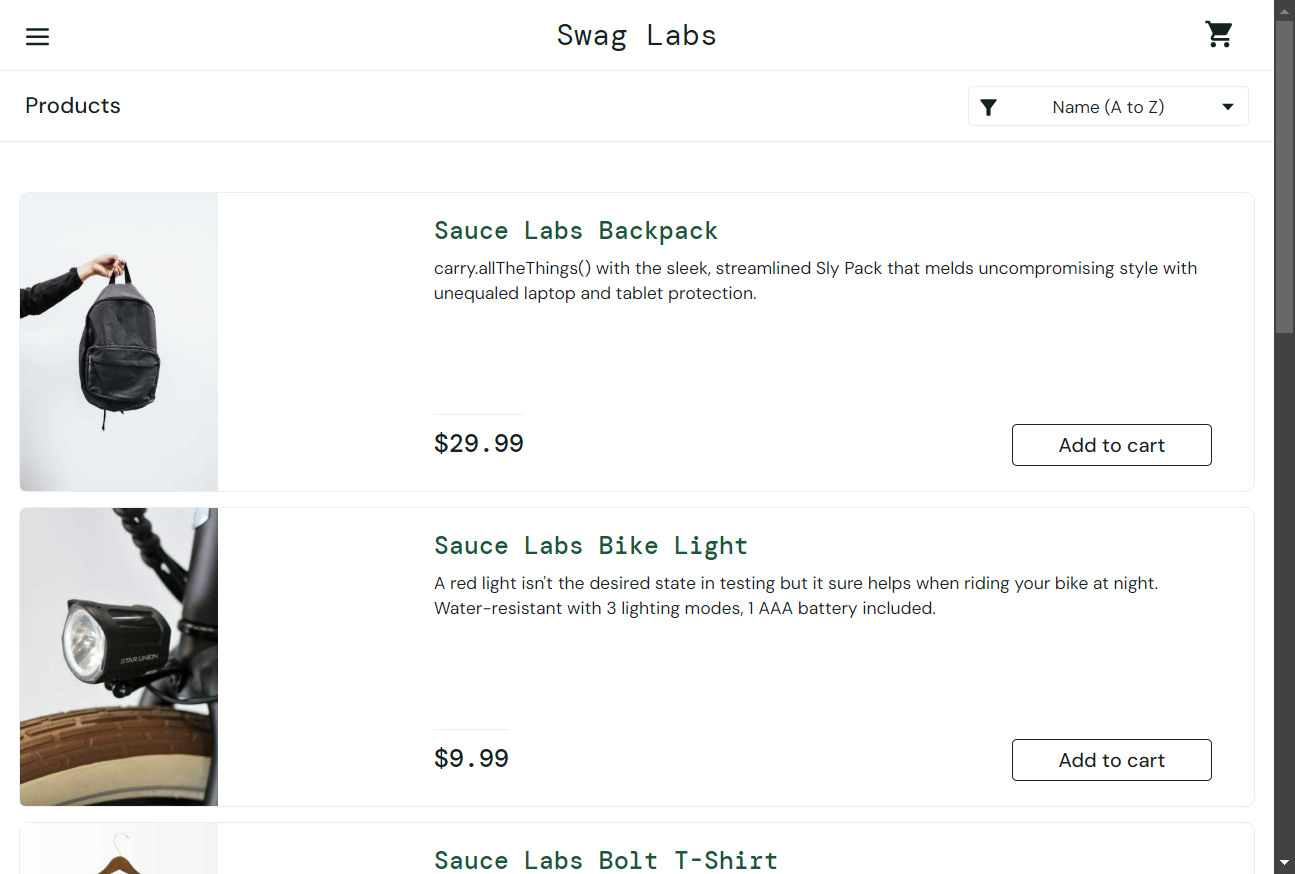 Swag Labs
Products
Name (A to Z)
Sauce Labs Backpack
carry.allTheThings() with the sleek, streamlined Sly Pack that melds uncompromising style with
unequaled laptop and tablet protection.
$29.99
Add to cart
Sauce Labs Bike Light
A red light isn't the desired state in testing but it sure helps when riding your bike at night.
Water-resistant with 3 lighting modes, 1 AAA battery included.
STAR UNION
$9.99
Add to cart
Sauce Labs Bolt T-Shirt